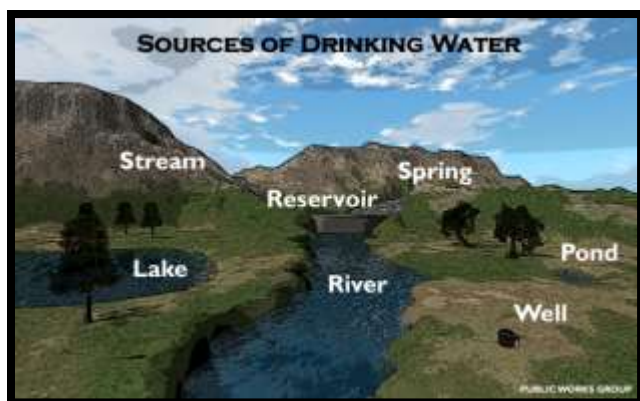 SOURCES OF DRINKING WATER
Stream
Spring
Reservoir
Lake
River
Pond
Well
PUBLIC WORKS GROUP